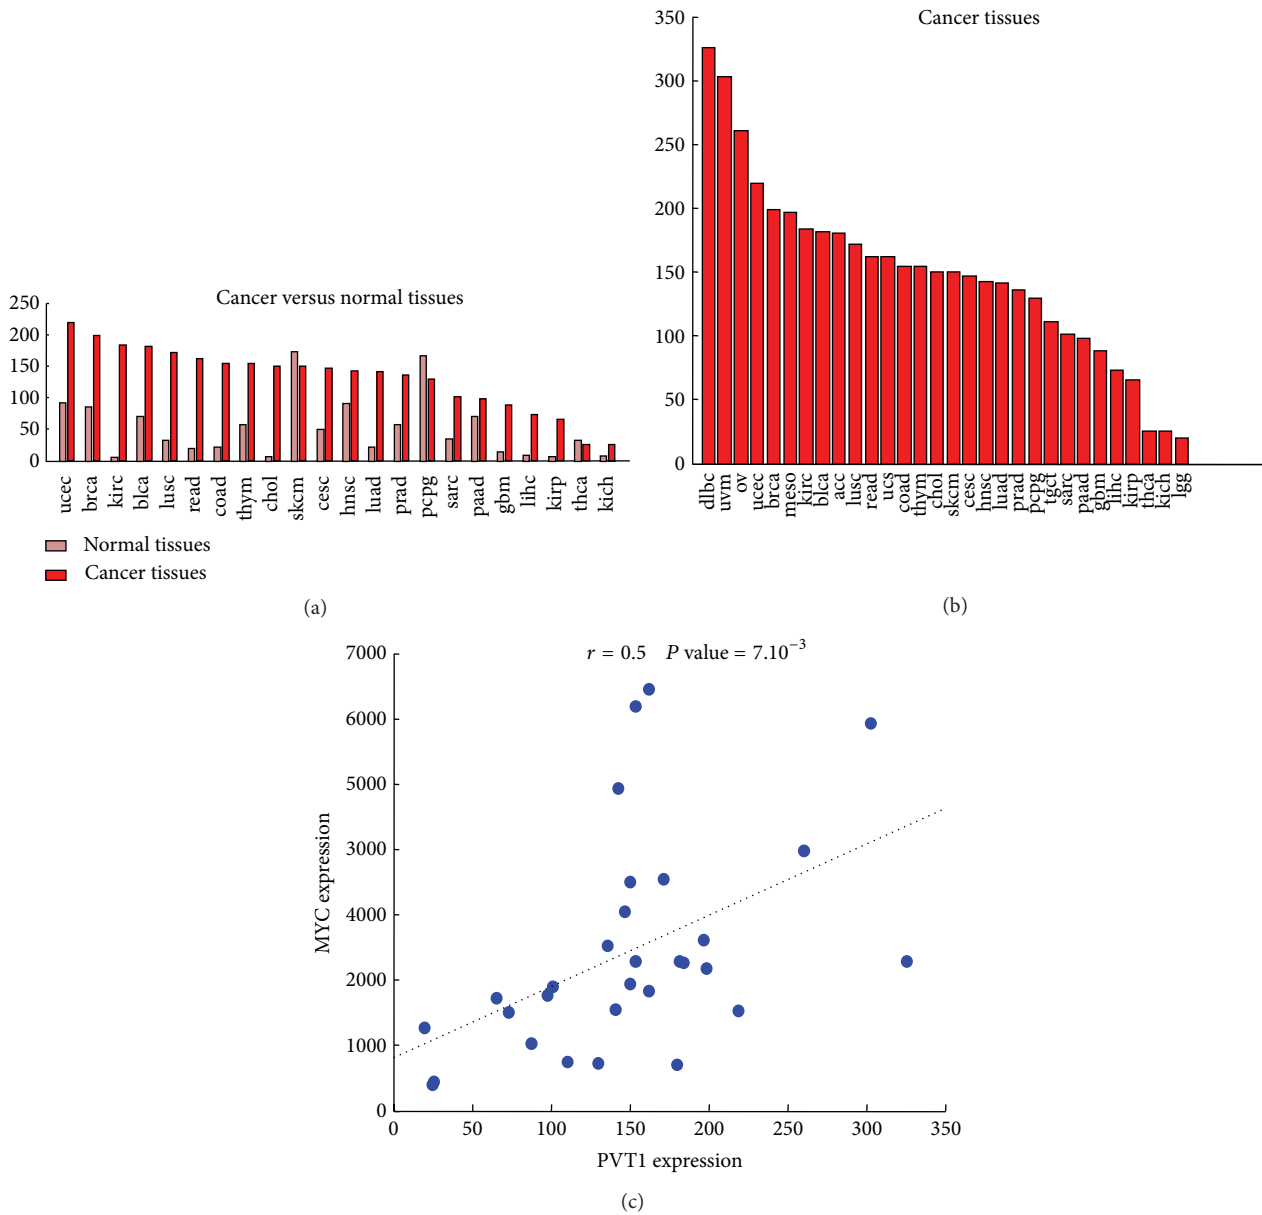 Cancer versus normal tissues
250
200
150
100
50
0
ucec brca kirc blca lusc read coad thym chol skcm cesc hnsc luad prad pcpg sarc paad gbm lihc kirp thca kich
Normal tissues
Cancer tissues
(a)
Cancer tissues
350
300
250
200
150
100
50
0
dlbc uvm ov ucec brca meso kirc blca acc lusc read ucs coad thym chol skcm cesc hnsc luad prad pcpg tgct sarc paad gbm lihc kirp thca kich lgg
(b)
r = 0.5 P value = 7.10−3
7000
6000
5000
3000
4000
2000
1000
0
MYC expression
0 50 100 150 200 250 300 350
PVT1 expression
(c)